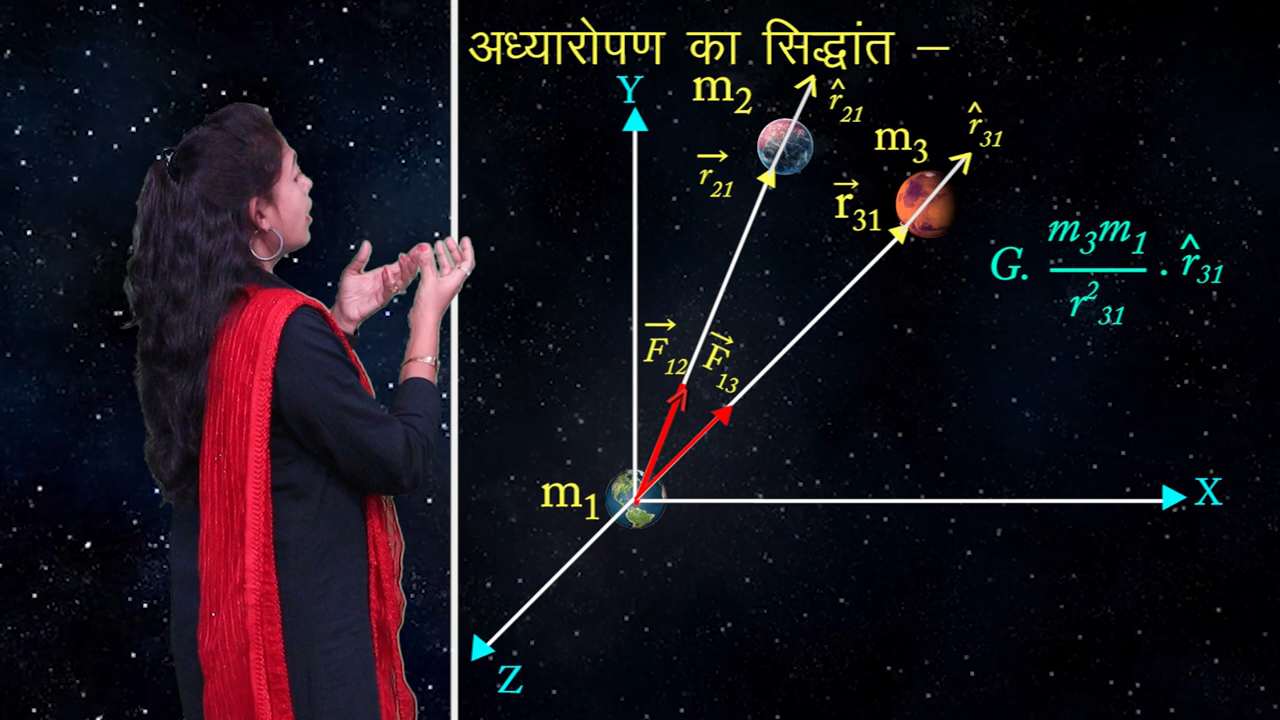 अध्यारोपण का सिद्धांत –
Y
m₂
r̂₂₁
r⃗₂₁
m₃
r̂₃₁
r⃗₃₁
G. m₃m₁ / r²₃₁ . r̂₃₁
F⃗₁₂
F⃗₁₃
m₁
X
Z